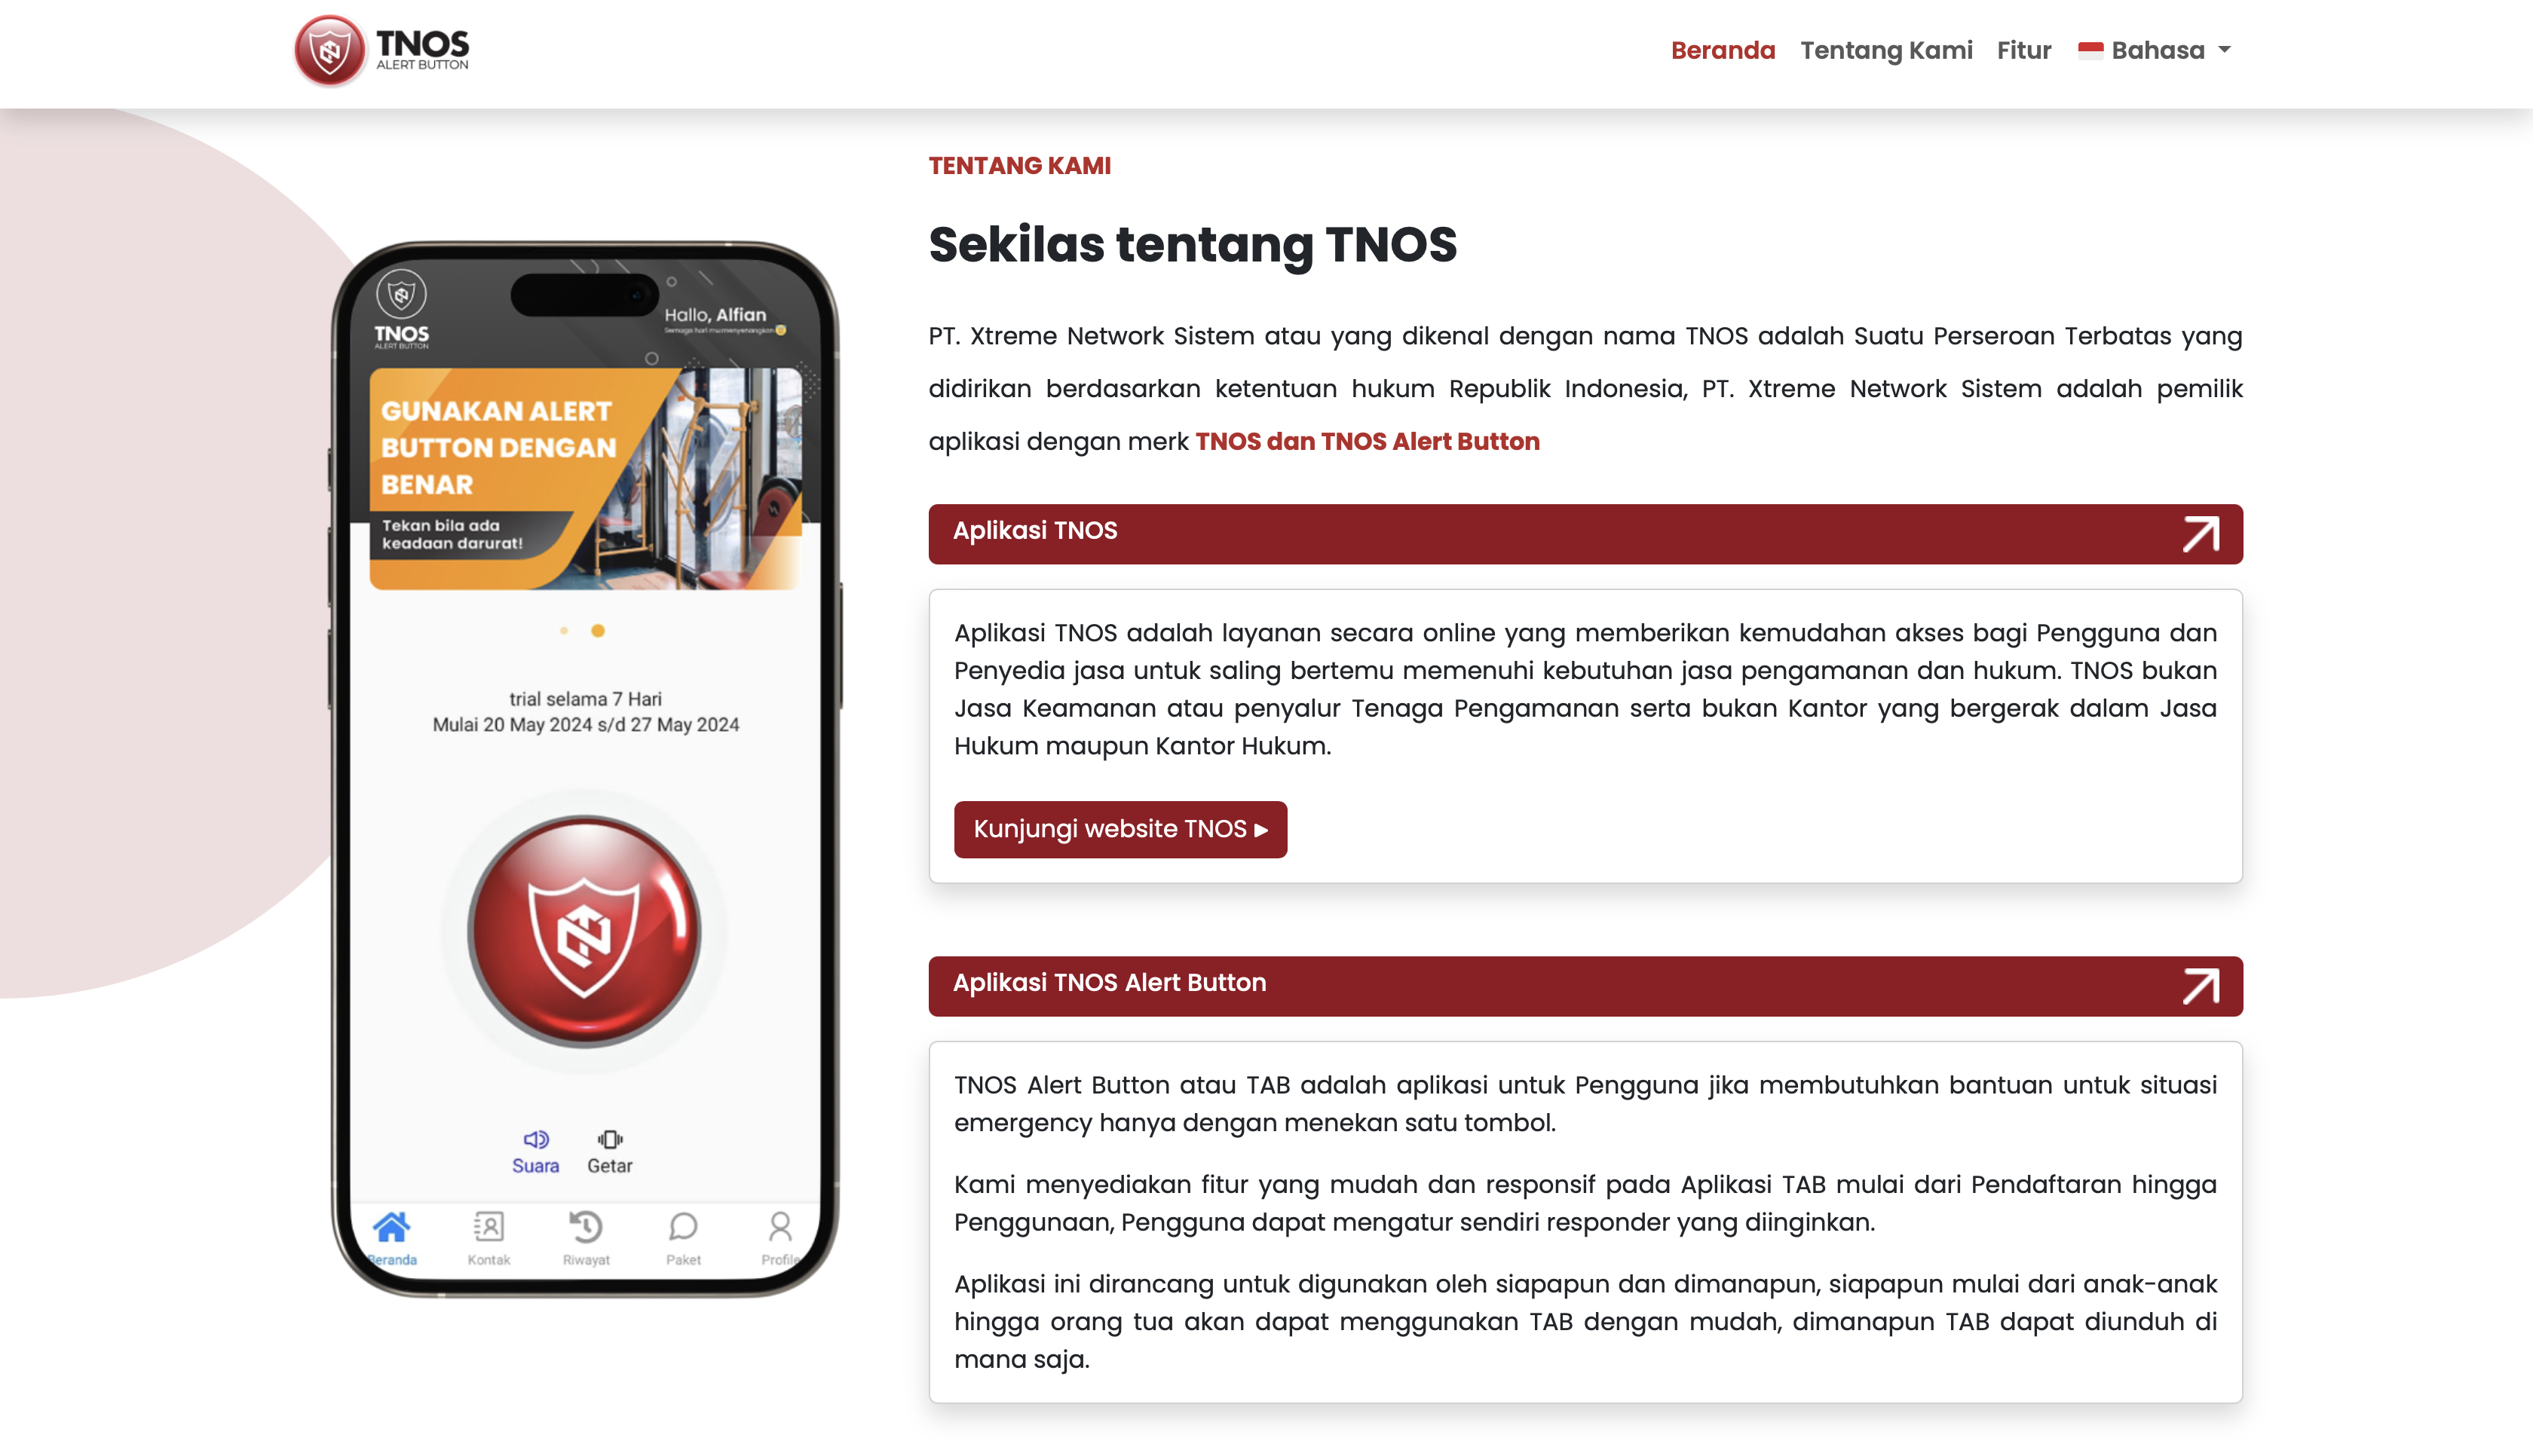 TNOS
ALERT BUTTON
Beranda
Tentang Kami
Fitur
Bahasa
TNOS
ALERT BUTTON
Hallo, Alfian
Semoga hari mu menyenangkan
GUNAKAN ALERT
BUTTON DENGAN
BENAR
Tekan bila ada
keadaan darurat!
trial selama 7 Hari
Mulai 20 May 2024 s/d 27 May 2024
Suara
Getar
Beranda
Kontak
Riwayat
Paket
Profile
TENTANG KAMI
Sekilas tentang TNOS
PT. Xtreme Network Sistem atau yang dikenal dengan nama TNOS adalah Suatu Perseroan Terbatas yang
didirikan berdasarkan ketentuan hukum Republik Indonesia, PT. Xtreme Network Sistem adalah pemilik
aplikasi dengan merk TNOS dan TNOS Alert Button
Aplikasi TNOS
Aplikasi TNOS adalah layanan secara online yang memberikan kemudahan akses bagi Pengguna dan
Penyedia jasa untuk saling bertemu memenuhi kebutuhan jasa pengamanan dan hukum. TNOS bukan
Jasa Keamanan atau penyalur Tenaga Pengamanan serta bukan Kantor yang bergerak dalam Jasa
Hukum maupun Kantor Hukum.
Kunjungi website TNOS ▸
Aplikasi TNOS Alert Button
TNOS Alert Button atau TAB adalah aplikasi untuk Pengguna jika membutuhkan bantuan untuk situasi
emergency hanya dengan menekan satu tombol.
Kami menyediakan fitur yang mudah dan responsif pada Aplikasi TAB mulai dari Pendaftaran hingga
Penggunaan, Pengguna dapat mengatur sendiri responder yang diinginkan.
Aplikasi ini dirancang untuk digunakan oleh siapapun dan dimanapun, siapapun mulai dari anak-anak
hingga orang tua akan dapat menggunakan TAB dengan mudah, dimanapun TAB dapat diunduh di
mana saja.